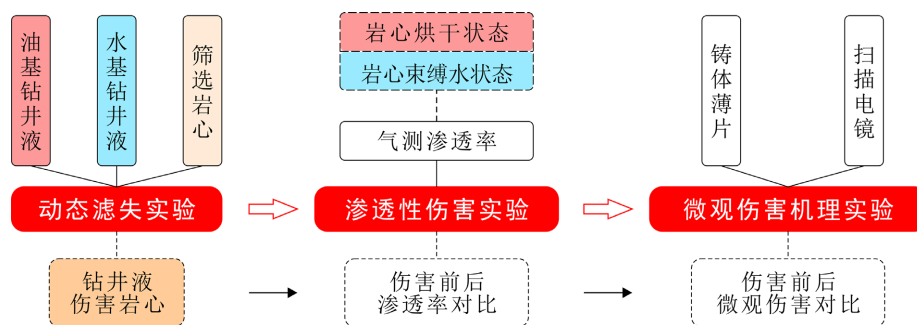 油基钻井液
水基钻井液
筛选岩心
动态滤失实验
钻井液
伤害岩心
岩心烘干状态
岩心束缚水状态
气测渗透率
渗透性伤害实验
伤害前后
渗透率对比
铸体薄片
扫描电镜
微观伤害机理实验
伤害前后
微观伤害对比